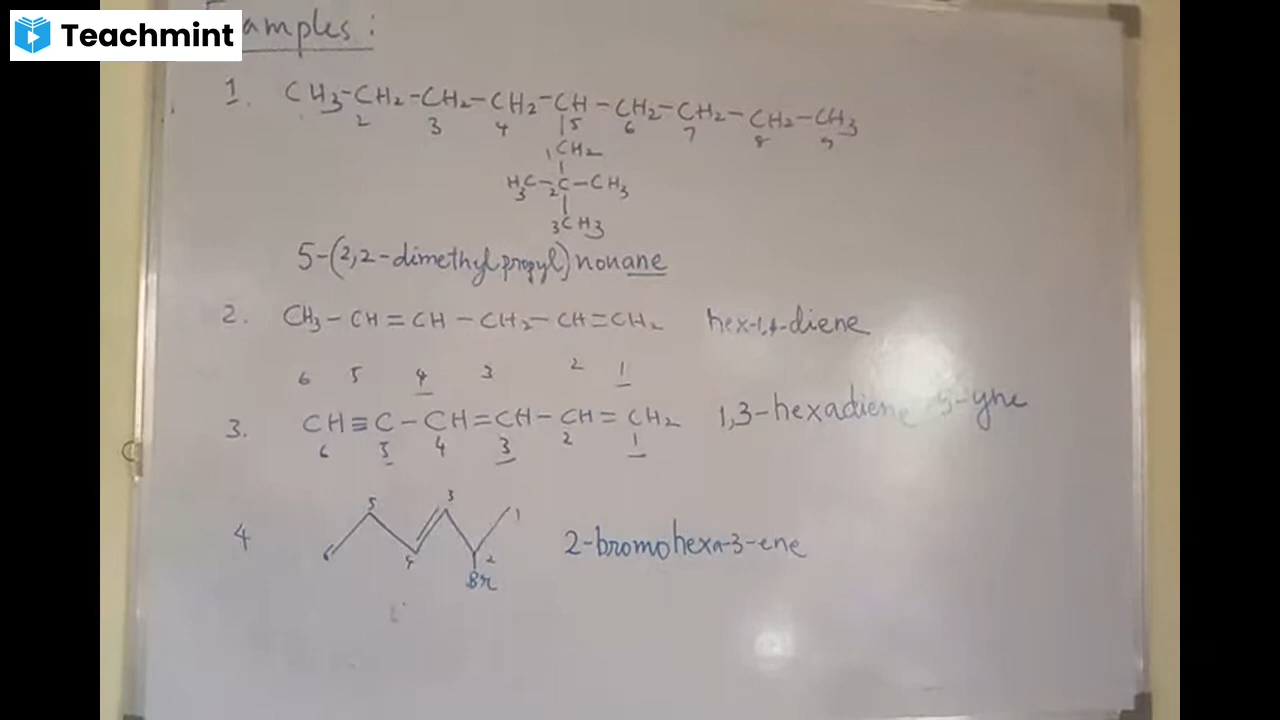 Teachmint
amples :
1. CH3-CH2-CH2-CH2-CH-CH2-CH2-CH2-CH3
2 3 4 5 6 7 8 9
1 CH2
H3C-2C-CH3
3CH3
5-(2,2-dimethylpropyl)nonane
2. CH3-CH=CH-CH2-CH=CH2 hex-1,4-diene
6 5 4 3 2 1
3. CH≡C-CH=CH-CH=CH2 1,3-hexadiene-5-yne
6 5 4 3 2 1
4 6 5 4 3 2 1 2-bromohexa-3-ene
Br